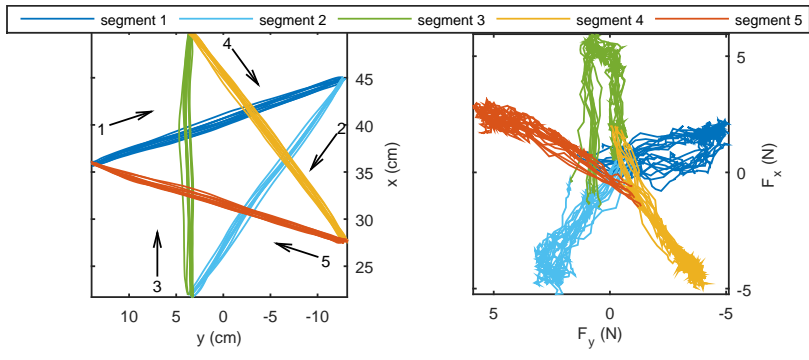 segment 1 segment 2 segment 3 segment 4 segment 5
4
1
2
5
3
45
40
35
30
25
x (cm)
10 5 0 -5 -10
y (cm)
5
0
-5
F_x (N)
5 0 -5
F_y (N)